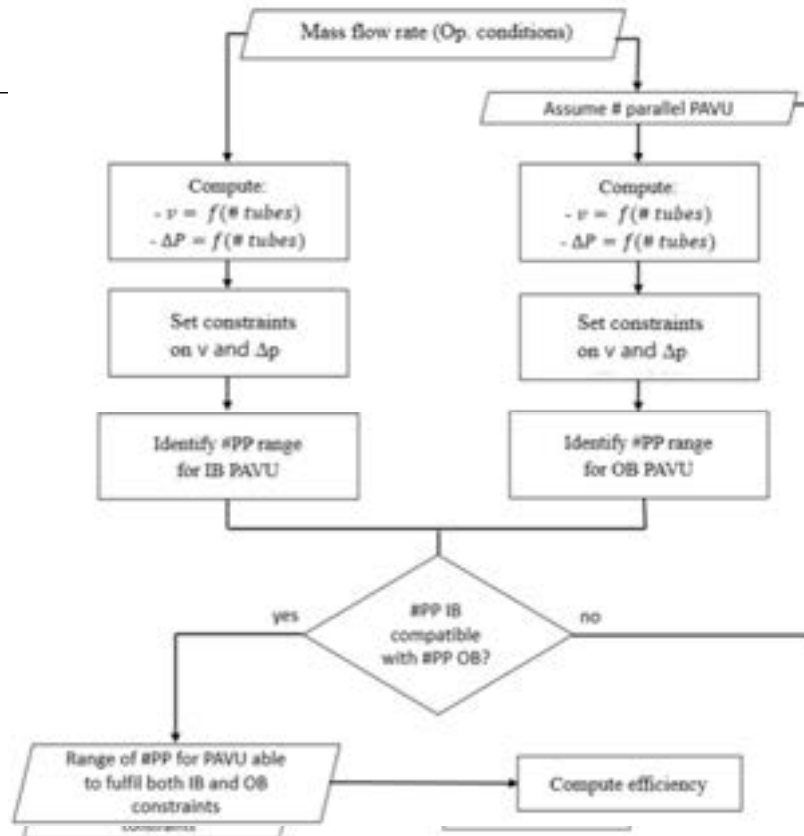 Mass flow rate (Op. conditions)
Assume # parallel PAVU
Compute:
- v = f(# tubes)
- ΔP = f(# tubes)
Compute:
- v = f(# tubes)
- ΔP = f(# tubes)
Set constraints
on v and Δp
Set constraints
on v and Δp
Identify #PP range
for IB PAVU
Identify #PP range
for OB PAVU
yes
#PP IB
compatible
with #PP OB?
no
Range of #PP for PAVU able
to fulfil both IB and OB
constraints
Compute efficiency
constraints